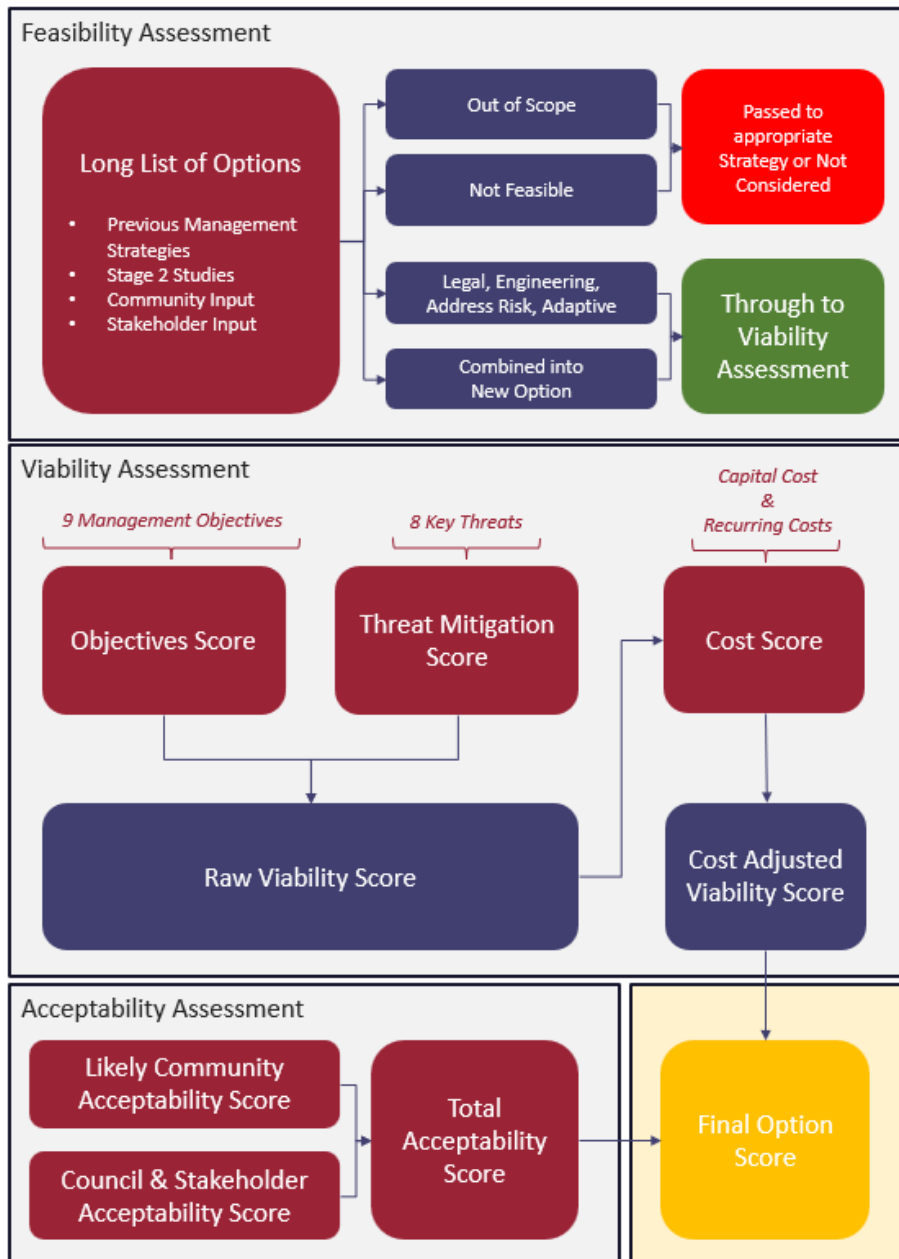 Feasibility Assessment
Long List of Options
• Previous Management
Strategies
• Stage 2 Studies
• Community Input
• Stakeholder Input
Out of Scope
Not Feasible
Legal, Engineering,
Address Risk, Adaptive
Combined into
New Option
Passed to
appropriate
Strategy or Not
Considered
Through to
Viability
Assessment
Viability Assessment
9 Management Objectives
8 Key Threats
Capital Cost
&
Recurring Costs
Objectives Score
Threat Mitigation
Score
Cost Score
Raw Viability Score
Cost Adjusted
Viability Score
Acceptability Assessment
Likely Community
Acceptability Score
Council & Stakeholder
Acceptability Score
Total
Acceptability
Score
Final Option
Score